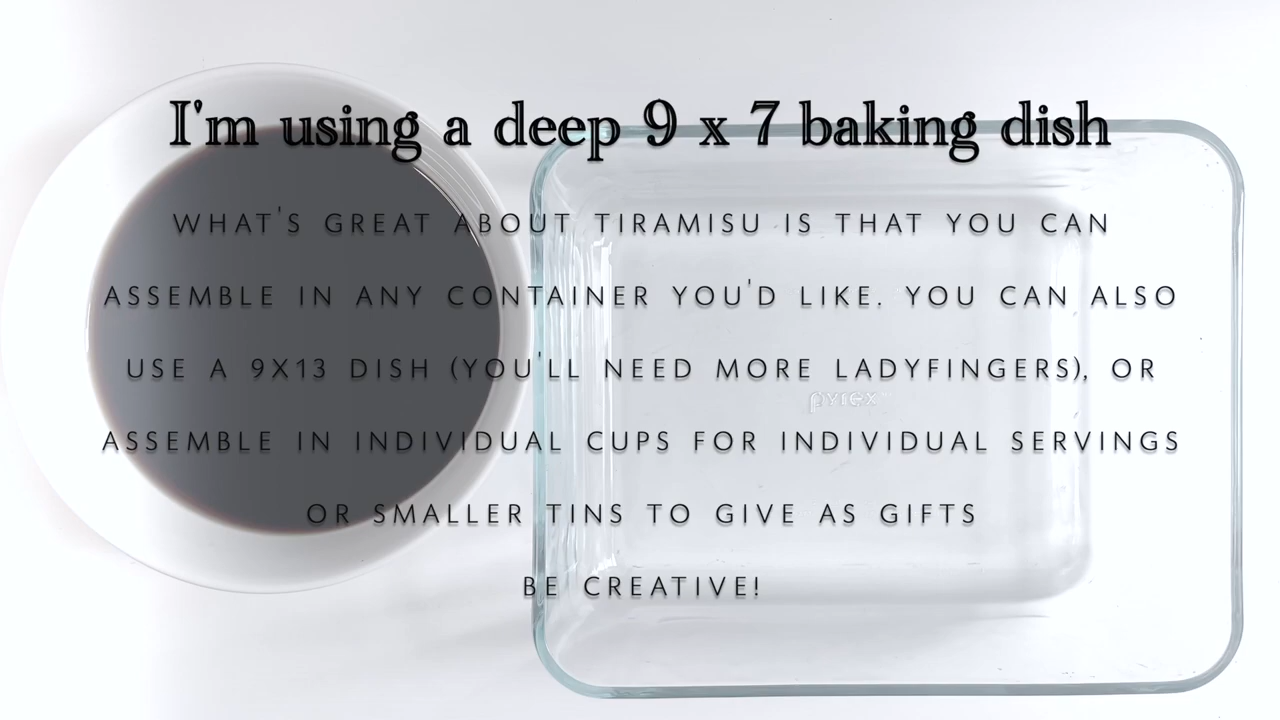 I'm using a deep 9 x 7 baking dish
WHAT'S GREAT ABOUT TIRAMISU IS THAT YOU CAN
ASSEMBLE IN ANY CONTAINER YOU'D LIKE. YOU CAN ALSO
USE A 9X13 DISH (YOU'LL NEED MORE LADYFINGERS), OR
pyrex
ASSEMBLE IN INDIVIDUAL CUPS FOR INDIVIDUAL SERVINGS
OR SMALLER TINS TO GIVE AS GIFTS
BE CREATIVE!